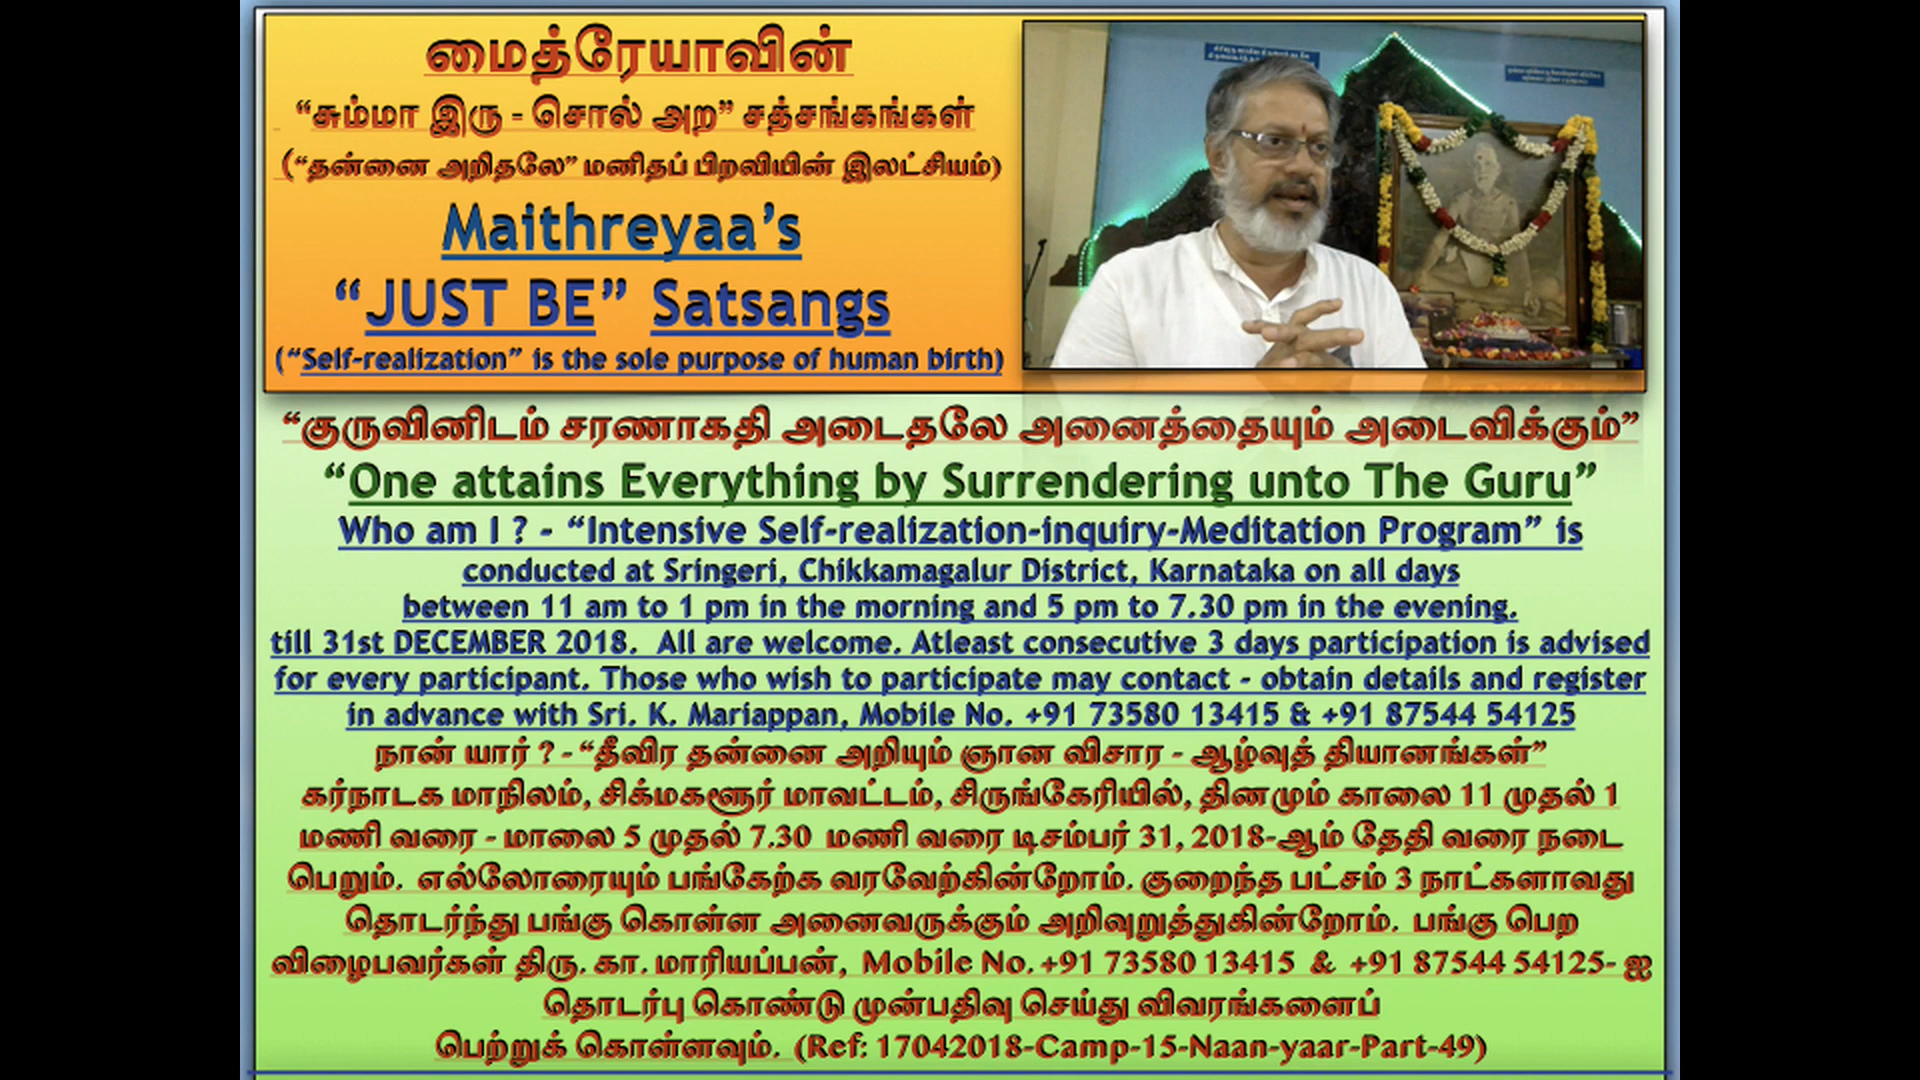 மைத்ரேயாவின்
“சும்மா இரு - சொல் அற” சத்சங்கங்கள்
(“தன்னை அறிதலே” மனிதப் பிறவியின் இலட்சியம்)
Maithreyaa’s
“JUST BE” Satsangs
(“Self-realization” is the sole purpose of human birth)
“குருவினிடம் சரணாகதி அடைதலே அனைத்தையும் அடைவிக்கும்”
“One attains Everything by Surrendering unto The Guru”
Who am I ? - “Intensive Self-realization-inquiry-Meditation Program” is
conducted at Sringeri, Chikkamagalur District, Karnataka on all days
between 11 am to 1 pm in the morning and 5 pm to 7.30 pm in the evening.
till 31st DECEMBER 2018. All are welcome. Atleast consecutive 3 days participation is advised
for every participant. Those who wish to participate may contact - obtain details and register
in advance with Sri. K. Mariappan, Mobile No. +91 73580 13415 & +91 87544 54125
நான் யார் ? - “தீவிர தன்னை அறியும் ஞான விசார - ஆழ்வுத் தியானங்கள்”
கர்நாடக மாநிலம், சிக்மகளூர் மாவட்டம், சிருங்கேரியில், தினமும் காலை 11 முதல் 1
மணி வரை - மாலை 5 முதல் 7.30 மணி வரை டிசம்பர் 31, 2018-ஆம் தேதி வரை நடை
பெறும். எல்லோரையும் பங்கேற்க வரவேற்கின்றோம். குறைந்த பட்சம் 3 நாட்களாவது
தொடர்ந்து பங்கு கொள்ள அனைவருக்கும் அறிவுறுத்துகின்றோம். பங்கு பெற
விழைபவர்கள் திரு. கா. மாரியப்பன், Mobile No. +91 73580 13415 & +91 87544 54125- ஐ
தொடர்பு கொண்டு முன்பதிவு செய்து விவரங்களைப்
பெற்றுக் கொள்ளவும். (Ref: 17042018-Camp-15-Naan-yaar-Part-49)